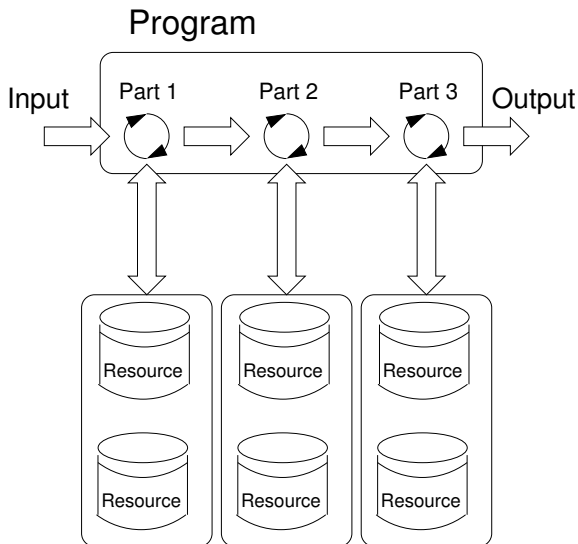 Program
Input
Part 1
Part 2
Part 3
Output
Resource
Resource
Resource
Resource
Resource
Resource